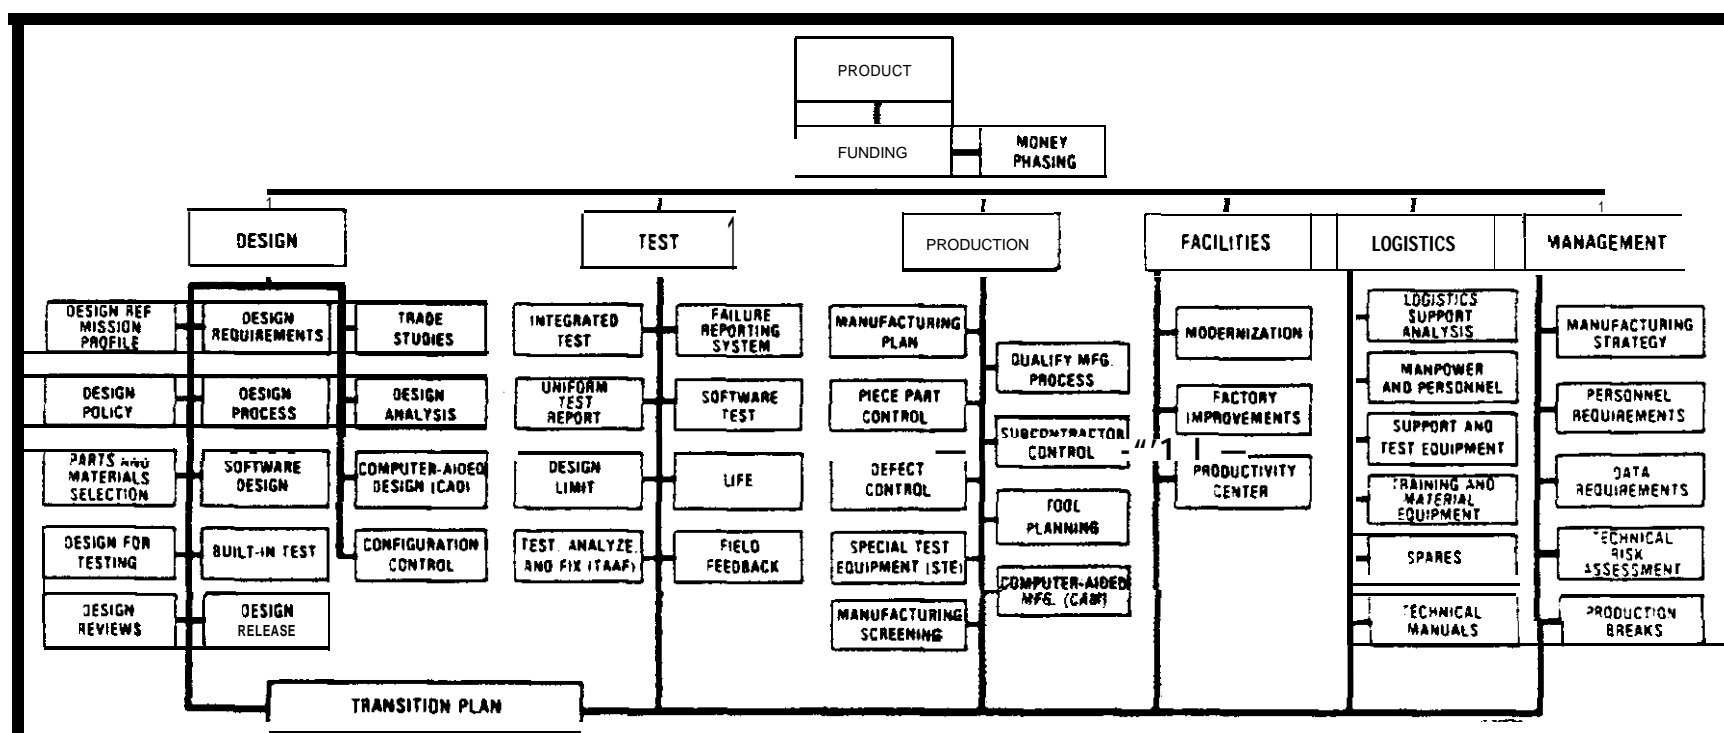 PRODUCT
FUNDING
MONEY
PHASING
DESIGN
TEST
PRODUCTION
FACILITIES
LOGISTICS
MANAGEMENT
DESIGN REF
MISSION
PROFILE
DESIGN
REQUIREMENTS
TRADE
STUDIES
DESIGN
POLICY
DESIGN
PROCESS
DESIGN
ANALYSIS
PARTS AND
MATERIALS
SELECTION
SOFTWARE
DESIGN
COMPUTER-AIDED
DESIGN (CAD)
DESIGN FOR
TESTING
BUILT-IN TEST
CONFIGURATION
CONTROL
DESIGN
REVIEWS
DESIGN
RELEASE
INTEGRATED
TEST
FAILURE
REPORTING
SYSTEM
UNIFORM
TEST
REPORT
SOFTWARE
TEST
DESIGN
LIMIT
LIFE
TEST. ANALYZE
AND FIX (TAAF)
FIELD
FEEDBACK
MANUFACTURING
PLAN
QUALIFY MFG.
PROCESS
PIECE PART
CONTROL
SUBCONTRACTOR
CONTROL
DEFECT
CONTROL
TOOL
PLANNING
SPECIAL TEST
EQUIPMENT (STE)
COMPUTER-AIDED
MFG. (CAM)
MANUFACTURING
SCREENING
MODERNIZATION
FACTORY
IMPROVEMENTS
PRODUCTIVITY
CENTER
LOGISTICS
SUPPORT
ANALYSIS
MANPOWER
AND PERSONNEL
SUPPORT AND
TEST EQUIPMENT
TRAINING AND
MATERIAL
EQUIPMENT
SPARES
TECHNICAL
MANUALS
MANUFACTURING
STRATEGY
PERSONNEL
REQUIREMENTS
DATA
REQUIREMENTS
TECHNICAL
RISK
ASSESSMENT
PRODUCTION
BREAKS
TRANSITION PLAN